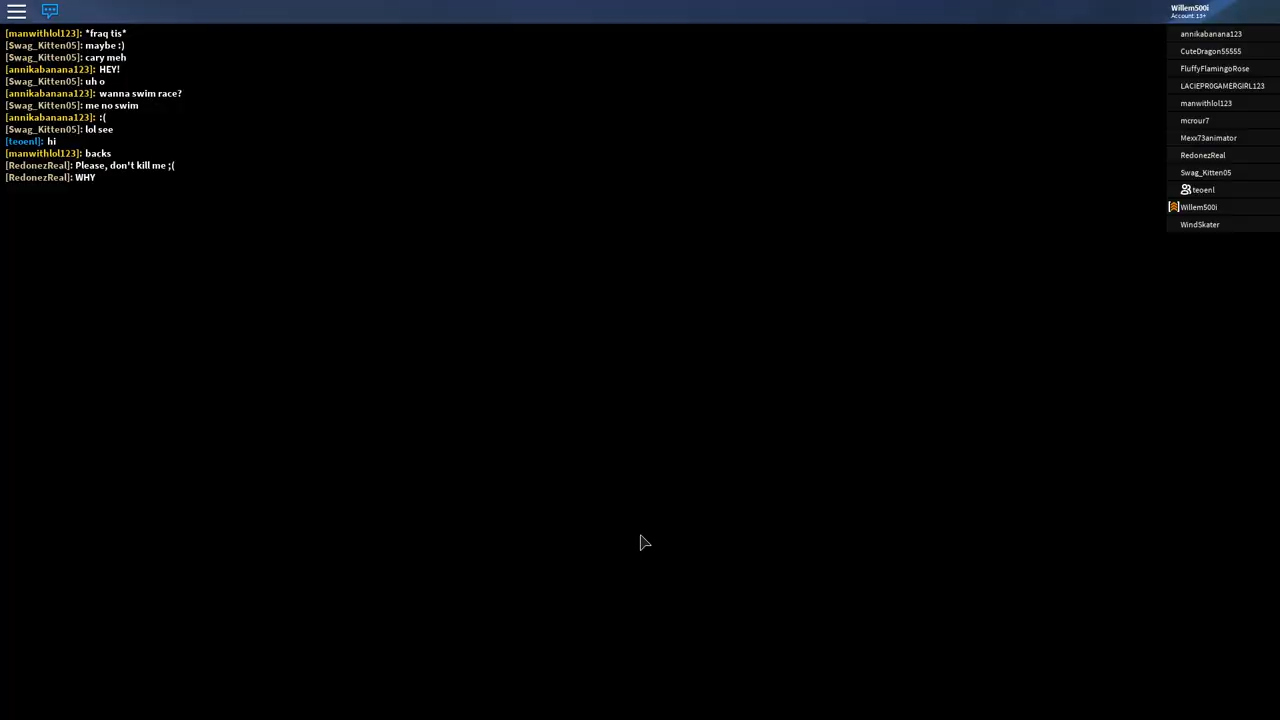 Willem500i
Account: 13+
[manwithlol123]: *fraq tis*
[Swag_Kitten05]: maybe :)
[Swag_Kitten05]: cary meh
[annikabanana123]: HEY!
[Swag_Kitten05]: uh o
[annikabanana123]: wanna swim race?
[Swag_Kitten05]: me no swim
[annikabanana123]: :(
[Swag_Kitten05]: lol see
[teoenl]: hi
[manwithlol123]: backs
[RedonezReal]: Please, don't kill me ;(
[RedonezReal]: WHY
annikabanana123
CuteDragon55555
FluffyFlamingoRose
LACIEPR0GAMERGIRL123
manwithlol123
mcrour7
Mexx73animator
RedonezReal
Swag_Kitten05
teoenl
Willem500i
WindSkater